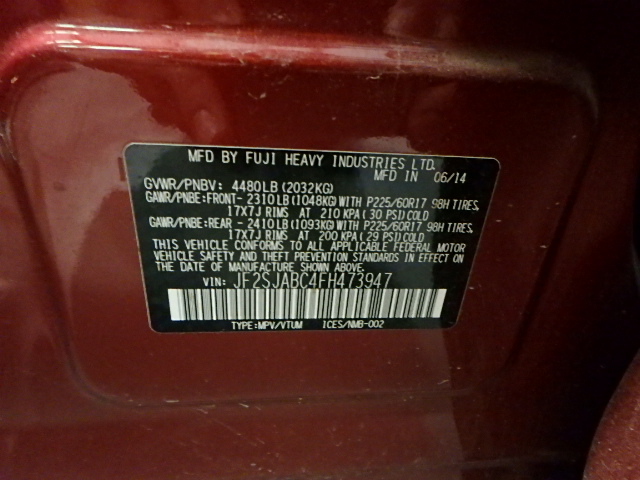 MFD BY FUJI HEAVY INDUSTRIES LTD.
MFD IN 06/14
GVWR/PNBV: 4480LB(2032KG)
GAWR/PNBE:FRONT- 2310LB(1048KG)WITH P225/60R17 98H TIRES,
17X7J RIMS AT 210 KPA(30 PSI)COLD
GAWR/PNBE:REAR - 2410LB(1093KG)WITH P225/60R17 98H TIRES,
17X7J RIMS AT 200 KPA(29 PSI)COLD
THIS VEHICLE CONFORMS TO ALL APPLICABLE FEDERAL MOTOR
VEHICLE SAFETY AND THEFT PREVENTION STANDARDS IN EFFECT ON
THE DATE OF MANUFACTURE SHOWN ABOVE.
VIN: JF2SJABC4FH473947
TYPE:MPV/VTUM ICES/NMB-002